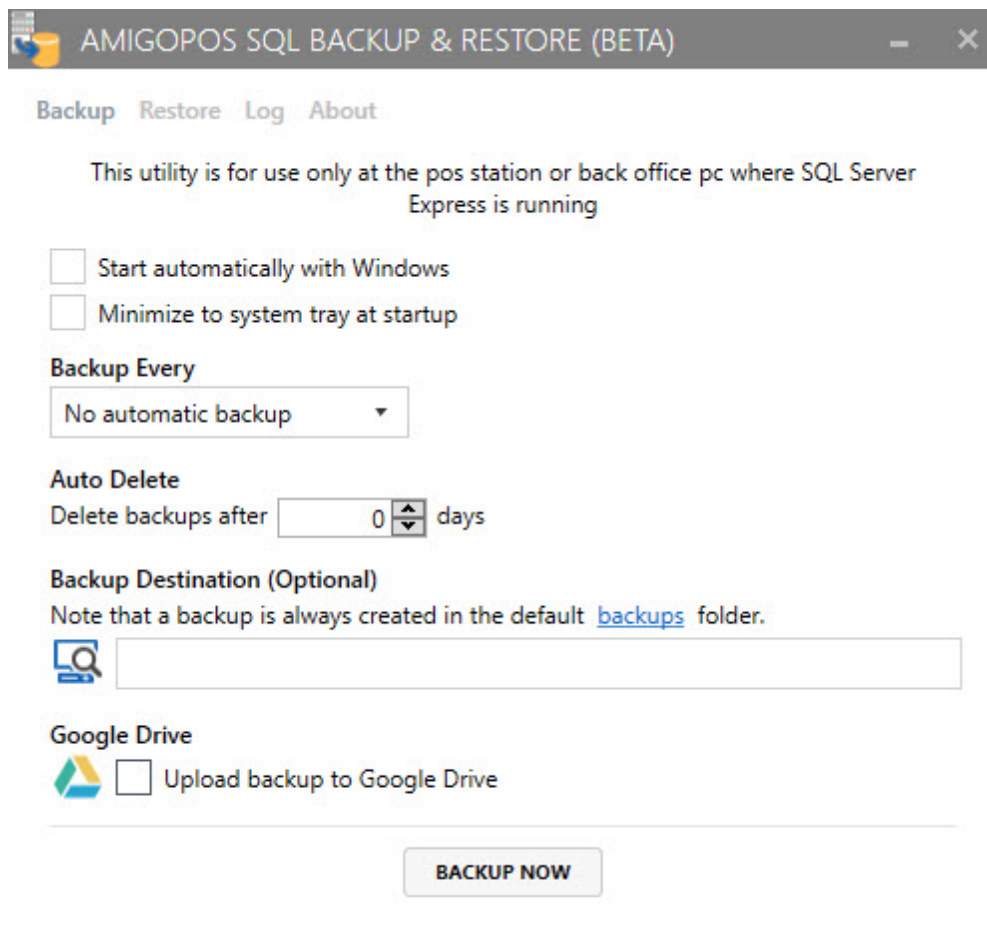 AMIGOPOS SQL BACKUP & RESTORE (BETA)
Backup Restore Log About
This utility is for use only at the pos station or back office pc where SQL Server
Express is running
Start automatically with Windows
Minimize to system tray at startup
Backup Every
No automatic backup
Auto Delete
Delete backups after 0 days
Backup Destination (Optional)
Note that a backup is always created in the default backups folder.
Google Drive
Upload backup to Google Drive
BACKUP NOW